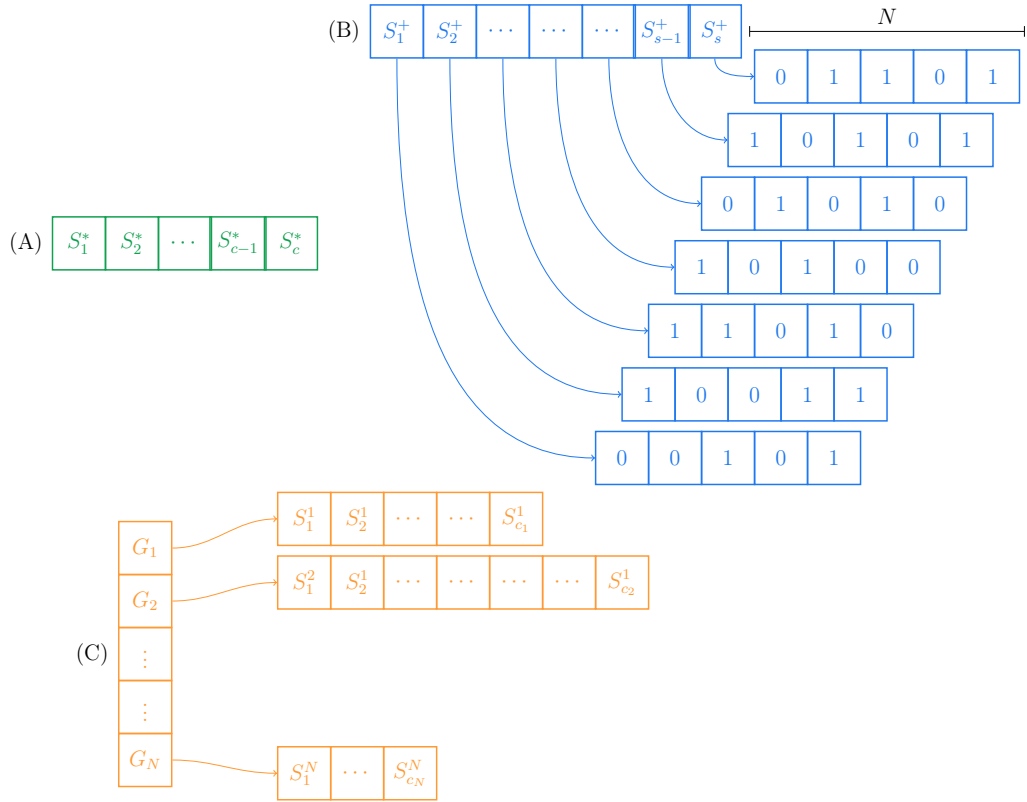 (B) $S_1^+$ $S_2^+$ ⋯ ⋯ ⋯ $S_{s-1}^+$ $S_s^+$ $N$
0 1 1 0 1
1 0 1 0 1
0 1 0 1 0
(A) $S_1^*$ $S_2^*$ ⋯ $S_{c-1}^*$ $S_c^*$
1 0 1 0 0
1 1 0 1 0
1 0 0 1 1
0 0 1 0 1
$S_1^1$ $S_2^1$ ⋯ ⋯ $S_{c_1}^1$
$G_1$
$S_1^2$ $S_2^1$ ⋯ ⋯ ⋯ ⋯ $S_{c_2}^1$
$G_2$
(C) ⋮
⋮
$G_N$
$S_1^N$ ⋯ $S_{c_N}^N$